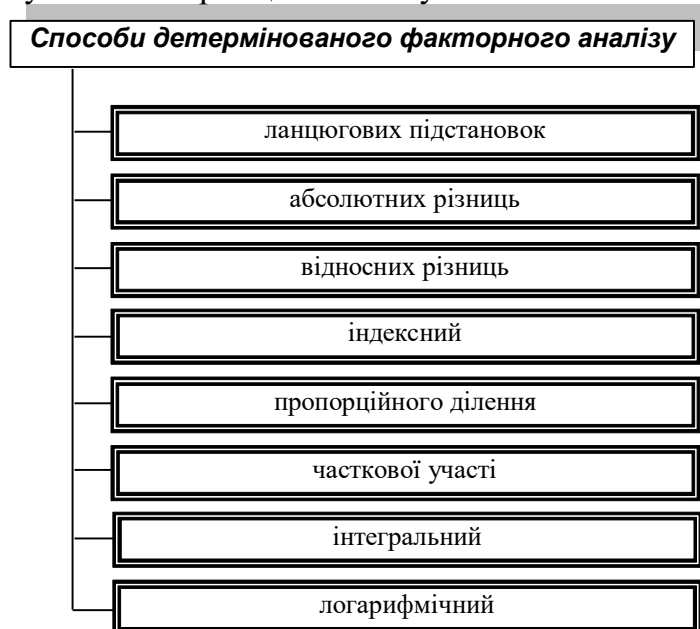 Способи детермінованого факторного аналізу
ланцюгових підстановок
абсолютних різниць
відносних різниць
індексний
пропорційного ділення
часткової участі
інтегральний
логарифмічний